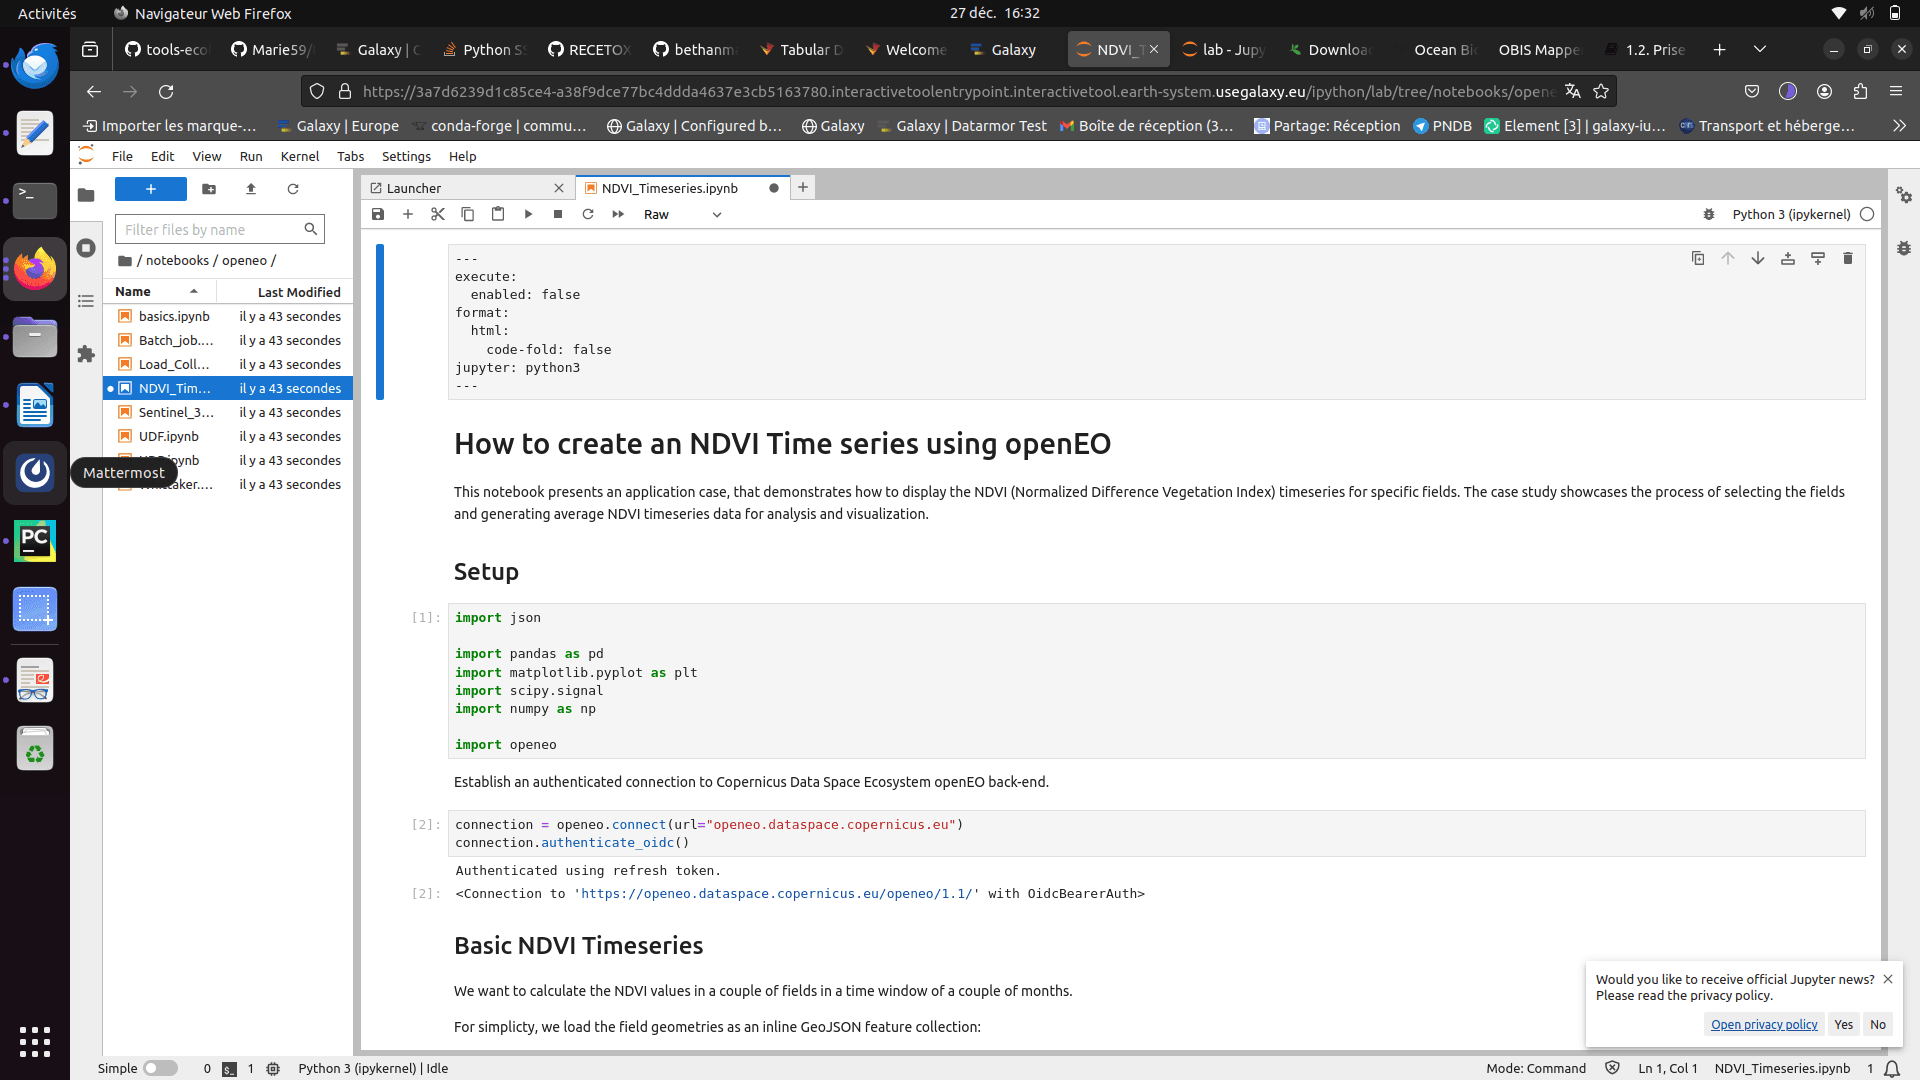 Activités
Navigateur Web Firefox
27 déc. 16:32
tools-ecol
Marie59/
Galaxy | C
Python SS
RECETOX
bethanma
Tabular D
Welcome
Galaxy
NDVI_T
lab - Jupy
Downloa
Ocean Bi
OBIS Mappe
1.2. Prise
https://3a7d6239d1c85ce4-a38f9dce77bc4ddda4637e3cb5163780.interactivetoolentrypoint.interactivetool.earth-system.usegalaxy.eu/ipython/lab/tree/notebooks/opene
Importer les marque-…
Galaxy | Europe
conda-forge | commu…
Galaxy | Configured b…
Galaxy
Galaxy | Datarmor Test
Boîte de réception (3…
Partage: Réception
PNDB
Element [3] | galaxy-iu…
Transport et héberge…
File Edit View Run Kernel Tabs Settings Help
Filter files by name
/ notebooks / openeo /
Name Last Modified
basics.ipynb il y a 43 secondes
Batch_job.… il y a 43 secondes
Load_Coll… il y a 43 secondes
NDVI_Tim… il y a 43 secondes
Sentinel_3… il y a 43 secondes
UDF.ipynb il y a 43 secondes
ipynb il y a 43 secondes
il y a 43 secondes
Mattermost
Launcher
NDVI_Timeseries.ipynb
Raw
Python 3 (ipykernel)
---
execute:
  enabled: false
format:
  html:
    code-fold: false
jupyter: python3
---
How to create an NDVI Time series using openEO
This notebook presents an application case, that demonstrates how to display the NDVI (Normalized Difference Vegetation Index) timeseries for specific fields. The case study showcases the process of selecting the fields
and generating average NDVI timeseries data for analysis and visualization.
Setup
[1]: import json
import pandas as pd
import matplotlib.pyplot as plt
import scipy.signal
import numpy as np
import openeo
Establish an authenticated connection to Copernicus Data Space Ecosystem openEO back-end.
[2]: connection = openeo.connect(url="openeo.dataspace.copernicus.eu")
connection.authenticate_oidc()
Authenticated using refresh token.
[2]: <Connection to 'https://openeo.dataspace.copernicus.eu/openeo/1.1/' with OidcBearerAuth>
Basic NDVI Timeseries
We want to calculate the NDVI values in a couple of fields in a time window of a couple of months.
For simplicty, we load the field geometries as an inline GeoJSON feature collection:
Would you like to receive official Jupyter news?
Please read the privacy policy.
Open privacy policy Yes No
Simple 0 1 Python 3 (ipykernel) | Idle
Mode: Command Ln 1, Col 1 NDVI_Timeseries.ipynb 1